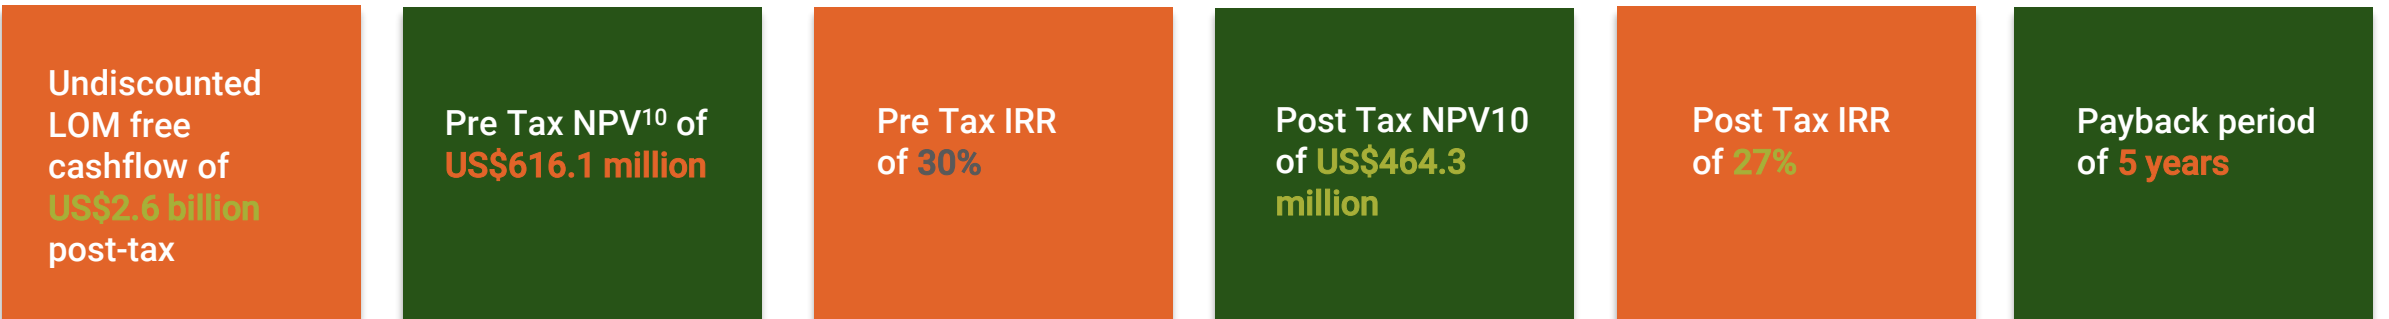 Undiscounted
LOM free
cashflow of
US$2.6 billion
post-tax
Pre Tax NPV¹⁰ of
US$616.1 million
Pre Tax IRR
of 30%
Post Tax NPV10
of US$464.3
million
Post Tax IRR
of 27%
Payback period
of 5 years